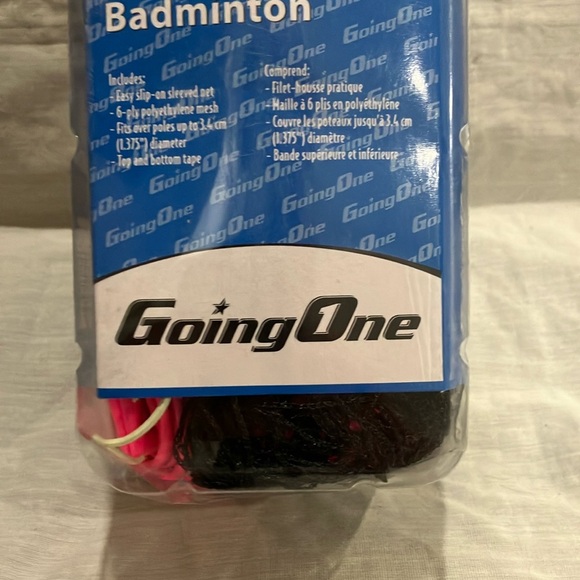 Badminton
Includes:
- Easy slip-on sleeved net
- 6-ply polyethylene mesh
- Fits over poles up to 3.4 cm
(1.375") diameter
- Top and bottom tape
Comprend:
- Filet-housse pratique
- Maille à 6 plis en polyéthylène
- Couvre les poteaux jusqu'à 3.4 cm
(1.375") diamètre
- Bande supérieure et inférieure
GoingOne